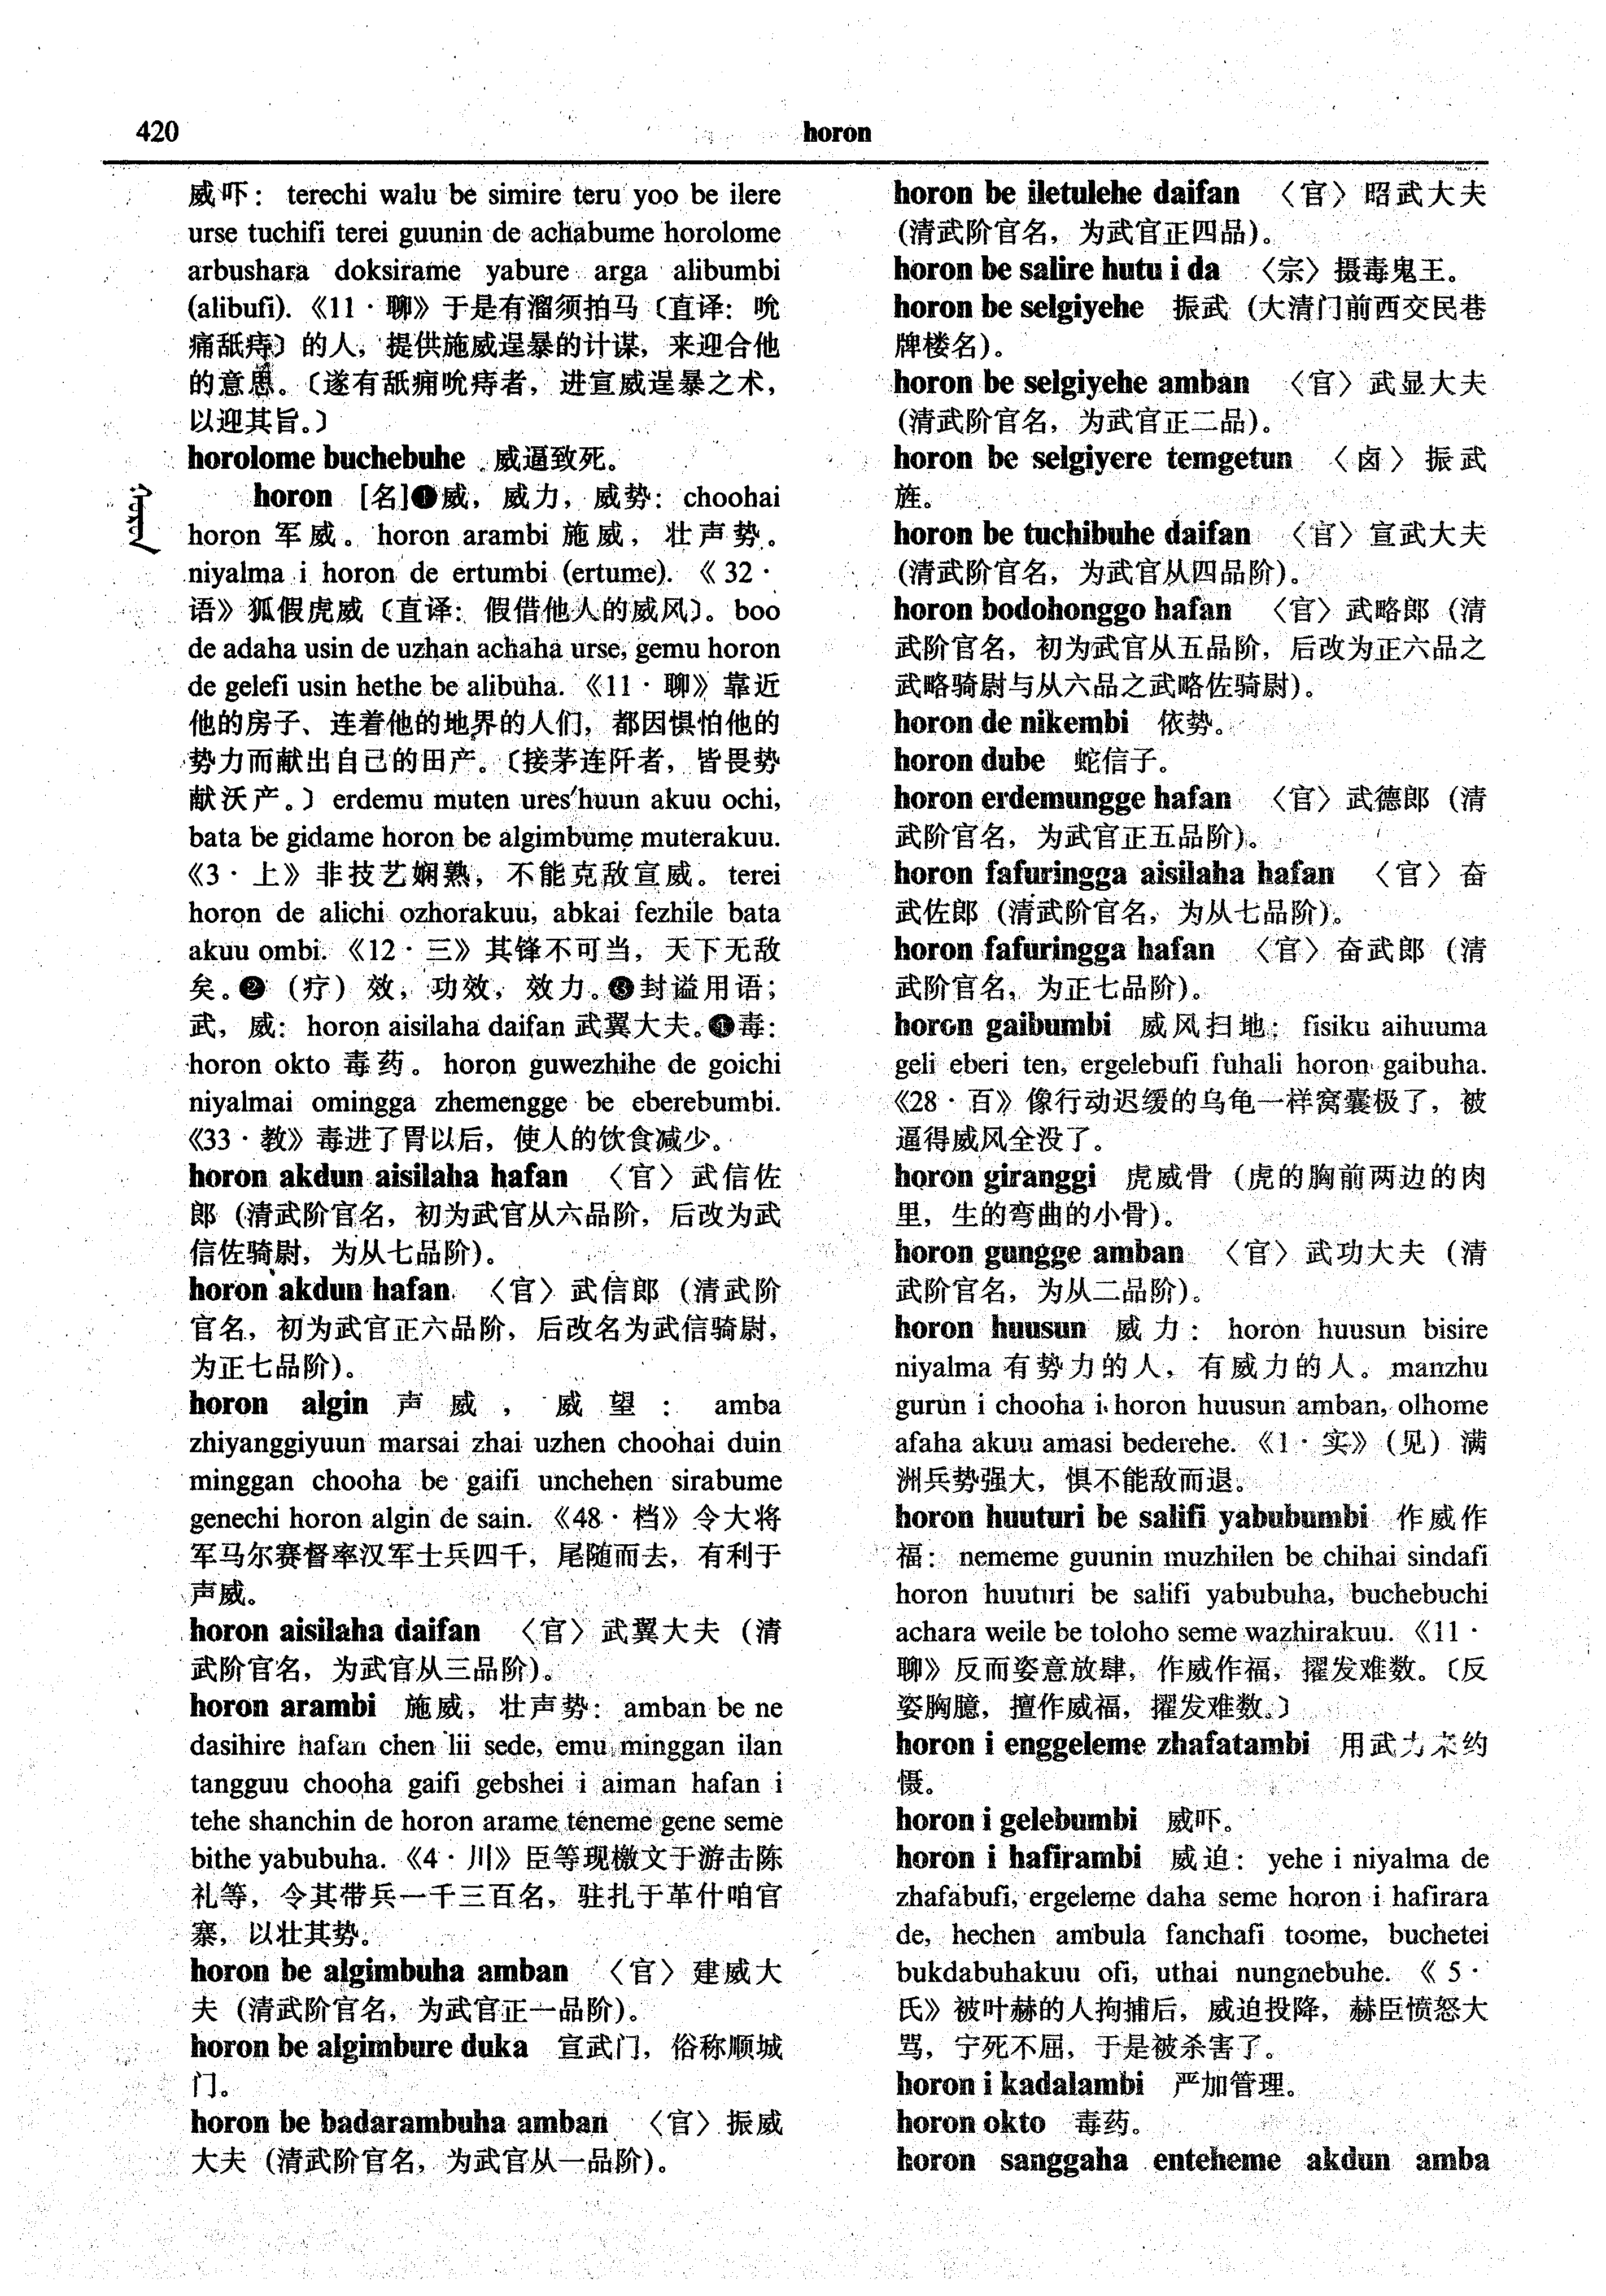 420
horon
威吓：terechi walu be simire teru yoo be ilere
urse tuchifi terei guunin de achabume horolome
arbushara doksirame yabure arga alibumbi
(alibufi).《11·聊》于是有溜须拍马〔直译：吮
痈舐痔〕的人，提供施威逞暴的计谋，来迎合他
的意思。〔遂有舐痈吮痔者，进宣威逞暴之术，
以迎其旨。〕
horolome buchebuhe 威逼致死。
horon [名]❶威，威力，威势：choohai
horon 军威。horon arambi 施威，壮声势。
niyalma i horon de ertumbi (ertume).《32·
语》狐假虎威〔直译：假借他人的威风〕。boo
de adaha usin de uzhan achaha urse, gemu horon
de gelefi usin hethe be alibuha.《11·聊》靠近
他的房子、连着他的地界的人们，都因惧怕他的
势力而献出自己的田产。〔接茅连阡者，皆畏势
献沃产。〕erdemu muten ures'huun akuu ochi,
bata be gidame horon be algimbume muterakuu.
《3·上》非技艺娴熟，不能克敌宣威。terei
horon de alichi ozhorakuu, abkai fezhile bata
akuu ombi.《12·三》其锋不可当，天下无敌
矣。❷（疗）效，功效，效力。❸封谥用语；
武，威：horon aisilaha daifan 武翼大夫。❹毒：
horon okto 毒药。horon guwezhihe de goichi
niyalmai omingga zhemengge be eberebumbi.
《33·教》毒进了胃以后，使人的饮食减少。
horon akdun aisilaha hafan 〈官〉武信佐
郎（清武阶官名，初为武官从六品阶，后改为武
信佐骑尉，为从七品阶）。
horon akdun hafan 〈官〉武信郎（清武阶
官名，初为武官正六品阶，后改名为武信骑尉，
为正七品阶）。
horon algin 声威，威望：amba
zhiyanggiyuun marsai zhai uzhen choohai duin
minggan chooha be gaifi unchehen sirabume
genechi horon algin de sain.《48·档》令大将
军马尔赛督率汉军士兵四千，尾随而去，有利于
声威。
horon aisilaha daifan 〈官〉武翼大夫（清
武阶官名，为武官从三品阶）。
horon arambi 施威，壮声势：amban be ne
dasihire hafan chen lii sede, emu minggan ilan
tangguu chooha gaifi gebshei i aiman hafan i
tehe shanchin de horon arame teneme gene seme
bithe yabubuha.《4·川》臣等现檄文于游击陈
礼等，令其带兵一千三百名，驻扎于革什咱官
寨，以壮其势。
horon be algimbuha amban 〈官〉建威大
夫（清武阶官名，为武官正一品阶）。
horon be algimbure duka 宣武门，俗称顺城
门。
horon be badarambuha amban 〈官〉振威
大夫（清武阶官名，为武官从一品阶）。
horon be iletulehe daifan 〈官〉昭武大夫
（清武阶官名，为武官正四品）。
horon be salire hutu i da 〈宗〉摄毒鬼王。
horon be selgiyehe 振武（大清门前西交民巷
牌楼名）。
horon be selgiyehe amban 〈官〉武显大夫
（清武阶官名，为武官正二品）。
horon be selgiyere temgetun 〈卤〉振武
旌。
horon be tuchibuhe daifan 〈官〉宣武大夫
（清武阶官名，为武官从四品阶）。
horon bodohonggo hafan 〈官〉武略郎（清
武阶官名，初为武官从五品阶，后改为正六品之
武略骑尉与从六品之武略佐骑尉）。
horon de nikembi 依势。
horon dube 蛇信子。
horon erdemungge hafan 〈官〉武德郎（清
武阶官名，为武官正五品阶）。
horon fafuringga aisilaha hafan 〈官〉奋
武佐郎（清武阶官名，为从七品阶）。
horon fafuringga hafan 〈官〉奋武郎（清
武阶官名，为正七品阶）。
horon gaibumbi 威风扫地：fisiku aihuuma
geli eberi ten, ergelebufi fuhali horon gaibuha.
《28·百》像行动迟缓的乌龟一样窝囊极了，被
逼得威风全没了。
horon giranggi 虎威骨（虎的胸前两边的肉
里，生的弯曲的小骨）。
horon gungge amban 〈官〉武功大夫（清
武阶官名，为从二品阶）。
horon huusun 威力：horon huusun bisire
niyalma 有势力的人，有威力的人。manzhu
gurun i chooha i horon huusun amban, olhome
afaha akuu amasi bederehe.《1·实》（见）满
洲兵势强大，惧不能敌而退。
horon huuturi be salifi yabubumbi 作威作
福：nememe guunin muzhilen be chihai sindafi
horon huuturi be salifi yabubuha, buchebuchi
achara weile be toloho seme wazhirakuu.《11·
聊》反而姿意放肆，作威作福，擢发难数。〔反
姿胸臆，擅作威福，擢发难数。〕
horon i enggeleme zhafatambi 用武力来约
慑。
horon i gelebumbi 威吓。
horon i hafirambi 威迫：yehe i niyalma de
zhafabufi, ergeleme daha seme horon i hafirara
de, hechen ambula fanchafi toome, buchetei
bukdabuhakuu ofi, uthai nungnebuhe.《5·
氏》被叶赫的人拘捕后，威迫投降，赫臣愤怒大
骂，宁死不屈，于是被杀害了。
horon i kadalambi 严加管理。
horon okto 毒药。
horon sanggaha enteheme akdun amba